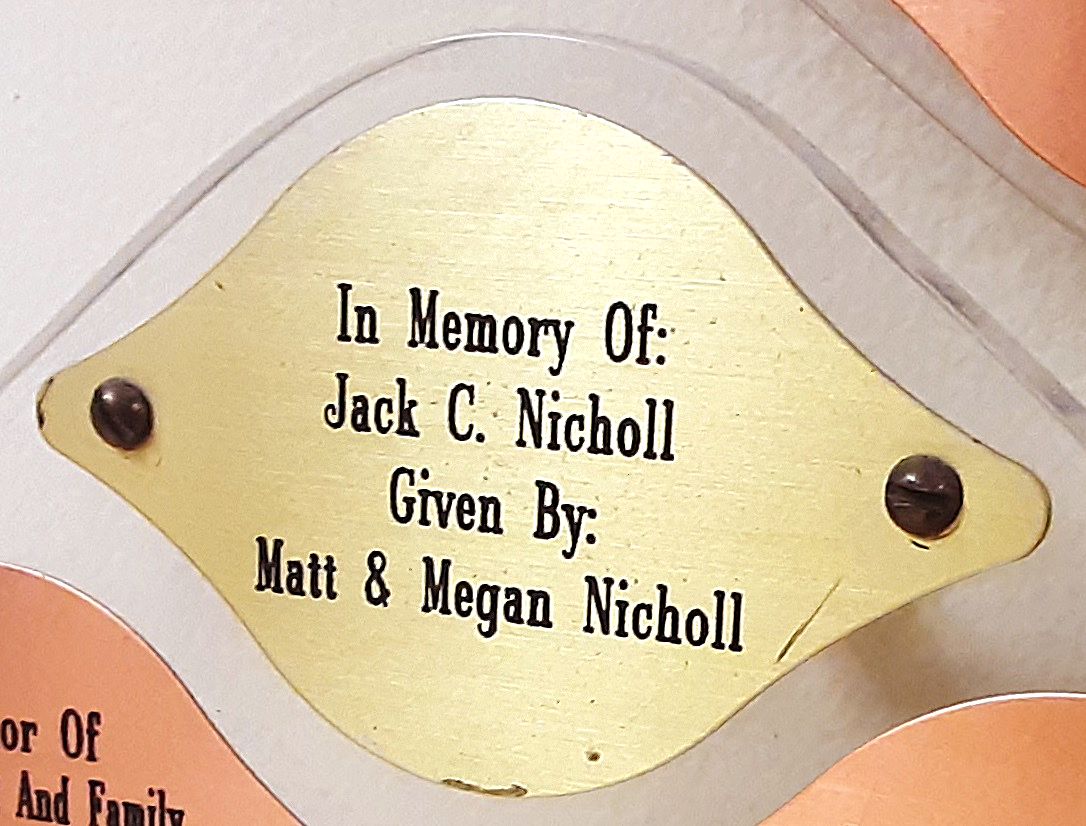 In Memory Of:
Jack C. Nicholl
Given By:
Matt & Megan Nicholl
or Of
And Family